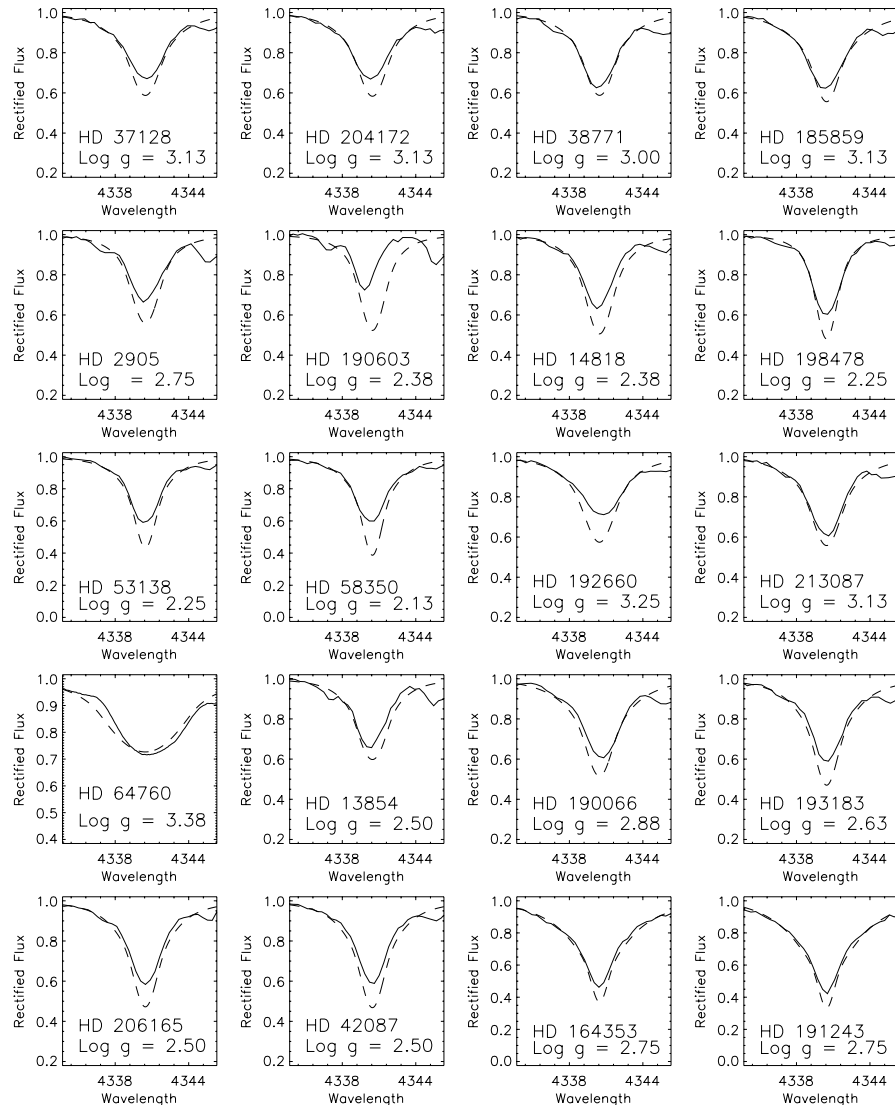 1.0
0.8
0.6
0.4
0.2
Rectified Flux
HD 37128
Log g = 3.13
4338 4344
Wavelength
1.0
0.8
0.6
0.4
0.2
Rectified Flux
HD 204172
Log g = 3.13
4338 4344
Wavelength
1.0
0.8
0.6
0.4
0.2
Rectified Flux
HD 38771
Log g = 3.00
4338 4344
Wavelength
1.0
0.8
0.6
0.4
0.2
Rectified Flux
HD 185859
Log g = 3.13
4338 4344
Wavelength
1.0
0.8
0.6
0.4
0.2
Rectified Flux
HD 2905
Log = 2.75
4338 4344
Wavelength
1.0
0.8
0.6
0.4
0.2
Rectified Flux
HD 190603
Log g = 2.38
4338 4344
Wavelength
1.0
0.8
0.6
0.4
0.2
Rectified Flux
HD 14818
Log g = 2.38
4338 4344
Wavelength
1.0
0.8
0.6
0.4
0.2
Rectified Flux
HD 198478
Log g = 2.25
4338 4344
Wavelength
1.0
0.8
0.6
0.4
0.2
0.0
Rectified Flux
HD 53138
Log g = 2.25
4338 4344
Wavelength
1.0
0.8
0.6
0.4
0.2
0.0
Rectified Flux
HD 58350
Log g = 2.13
4338 4344
Wavelength
1.0
0.8
0.6
0.4
0.2
Rectified Flux
HD 192660
Log g = 3.25
4338 4344
Wavelength
1.0
0.8
0.6
0.4
0.2
Rectified Flux
HD 213087
Log g = 3.13
4338 4344
Wavelength
1.0
0.9
0.8
0.7
0.6
0.5
0.4
Rectified Flux
HD 64760
Log g = 3.38
4338 4344
Wavelength
1.0
0.8
0.6
0.4
0.2
Rectified Flux
HD 13854
Log g = 2.50
4338 4344
Wavelength
1.0
0.8
0.6
0.4
0.2
Rectified Flux
HD 190066
Log g = 2.88
4338 4344
Wavelength
1.0
0.8
0.6
0.4
0.2
Rectified Flux
HD 193183
Log g = 2.63
4338 4344
Wavelength
1.0
0.8
0.6
0.4
0.2
Rectified Flux
HD 206165
Log g = 2.50
4338 4344
Wavelength
1.0
0.8
0.6
0.4
0.2
Rectified Flux
HD 42087
Log g = 2.50
4338 4344
Wavelength
1.0
0.8
0.6
0.4
0.2
0.0
Rectified Flux
HD 164353
Log g = 2.75
4338 4344
Wavelength
1.0
0.8
0.6
0.4
0.2
0.0
Rectified Flux
HD 191243
Log g = 2.75
4338 4344
Wavelength